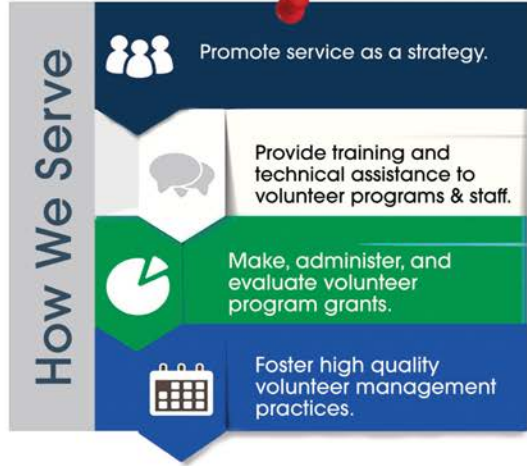 How We Serve
Promote service as a strategy.
Provide training and
technical assistance to
volunteer programs & staff.
Make, administer, and
evaluate volunteer
program grants.
Foster high quality
volunteer management
practices.